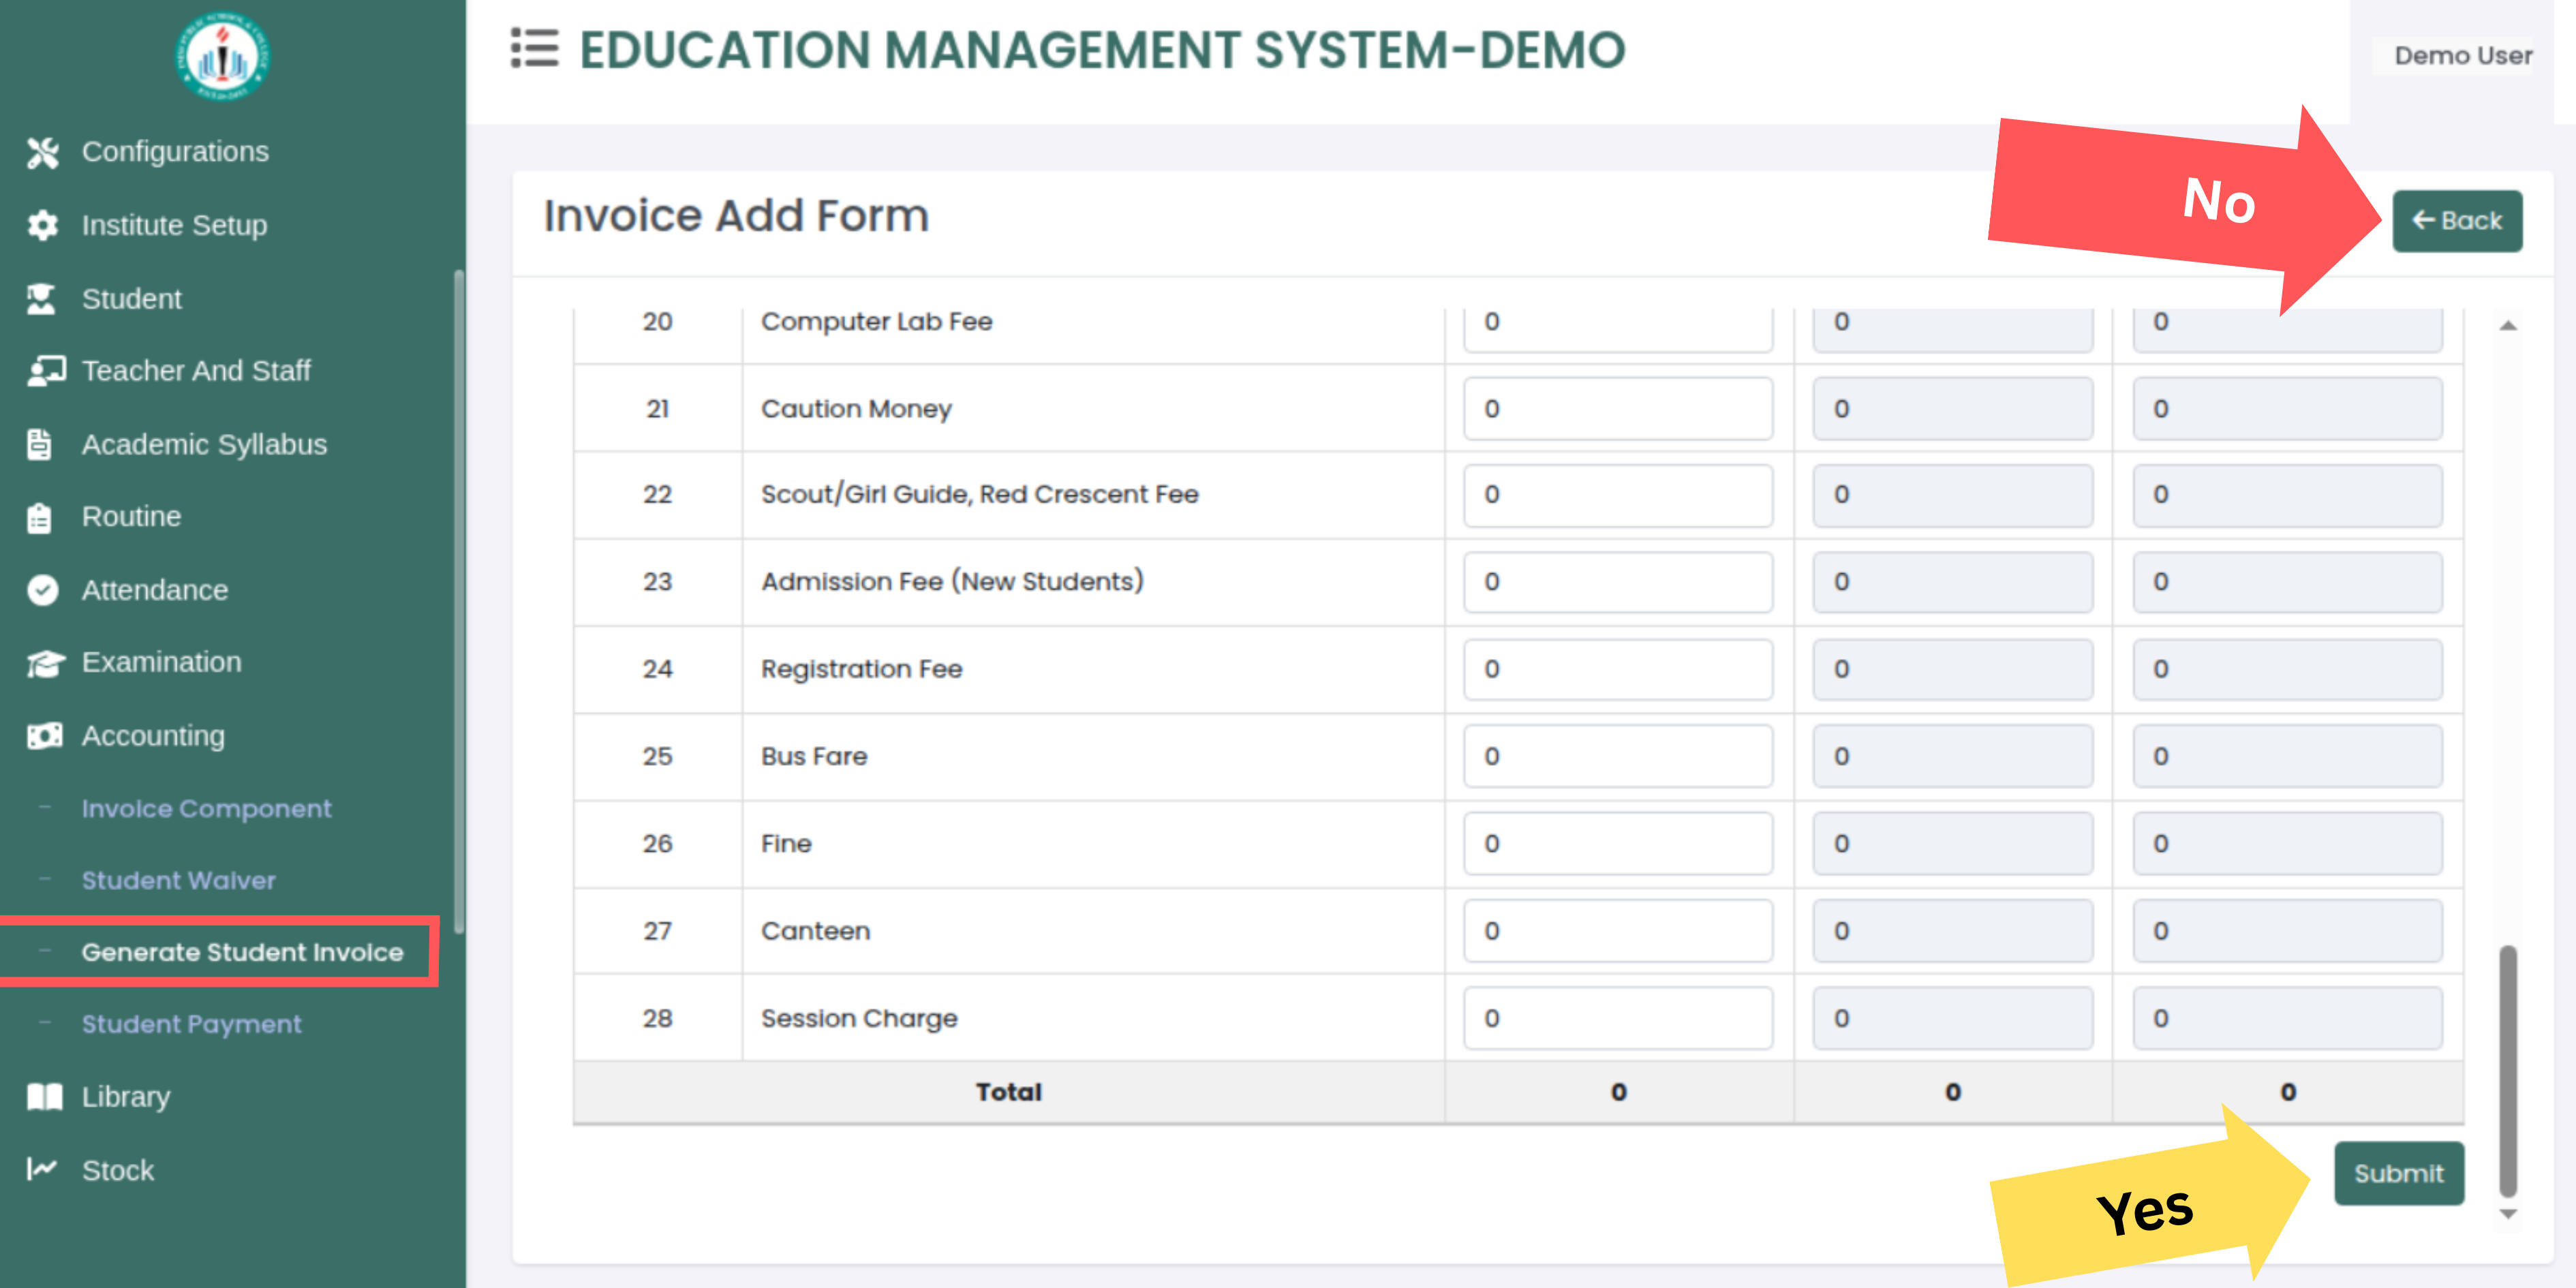 EDUCATION MANAGEMENT SYSTEM-DEMO
Demo User
Configurations
Institute Setup
Student
Teacher And Staff
Academic Syllabus
Routine
Attendance
Examination
Accounting
Invoice Component
Student Waiver
Generate Student Invoice
Student Payment
Library
Stock
Invoice Add Form
No
Back
20 Computer Lab Fee 0 0 0
21 Caution Money 0 0 0
22 Scout/Girl Guide, Red Crescent Fee 0 0 0
23 Admission Fee (New Students) 0 0 0
24 Registration Fee 0 0 0
25 Bus Fare 0 0 0
26 Fine 0 0 0
27 Canteen 0 0 0
28 Session Charge 0 0 0
Total 0 0 0
Yes
Submit